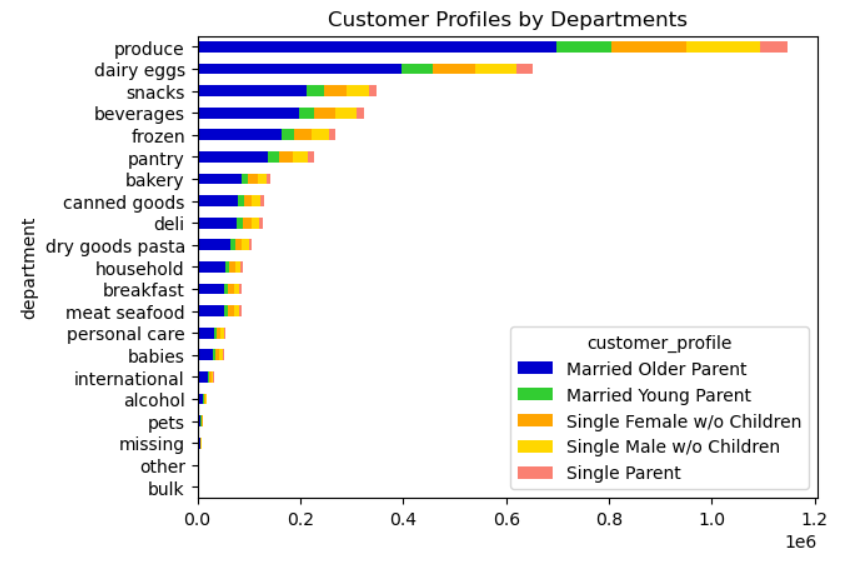 Customer Profiles by Departments
produce
dairy eggs
snacks
beverages
frozen
pantry
bakery
canned goods
deli
dry goods pasta
household
breakfast
meat seafood
personal care
babies
international
alcohol
pets
missing
other
bulk
department
customer_profile
Married Older Parent
Married Young Parent
Single Female w/o Children
Single Male w/o Children
Single Parent
0.0 0.2 0.4 0.6 0.8 1.0 1.2
1e6